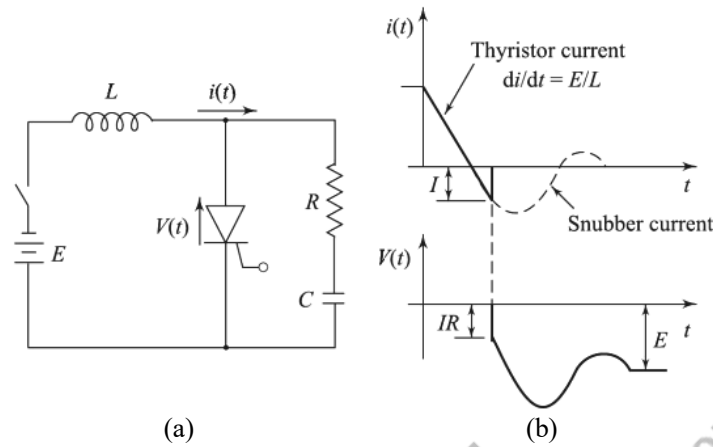 L
i(t)
V(t)
R
E
C
(a)
i(t)
Thyristor current
di/dt = E/L
I
t
Snubber current
V(t)
IR
E
t
(b)